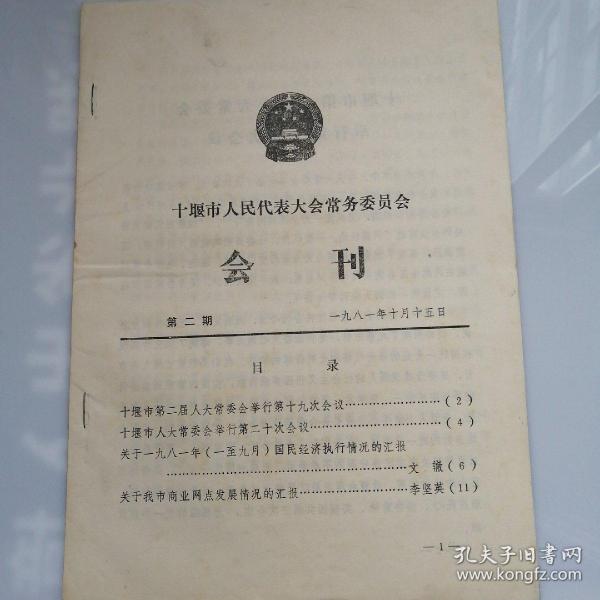 十堰市人民代表大会常务委员会
会 刊
第二期 一九八一年十月十五日
目 录
十堰市第二届人大常委会举行第十九次会议……………………(2)
十堰市人大常委会举行第二十次会议……………………………(4)
关于一九八一年(一至九月)国民经济执行情况的汇报
……………………………………………文 辙(6)
关于我市商业网点发展情况的汇报………………………李坚英(11)
—1—
孔夫子旧书网
www.kongfz.com